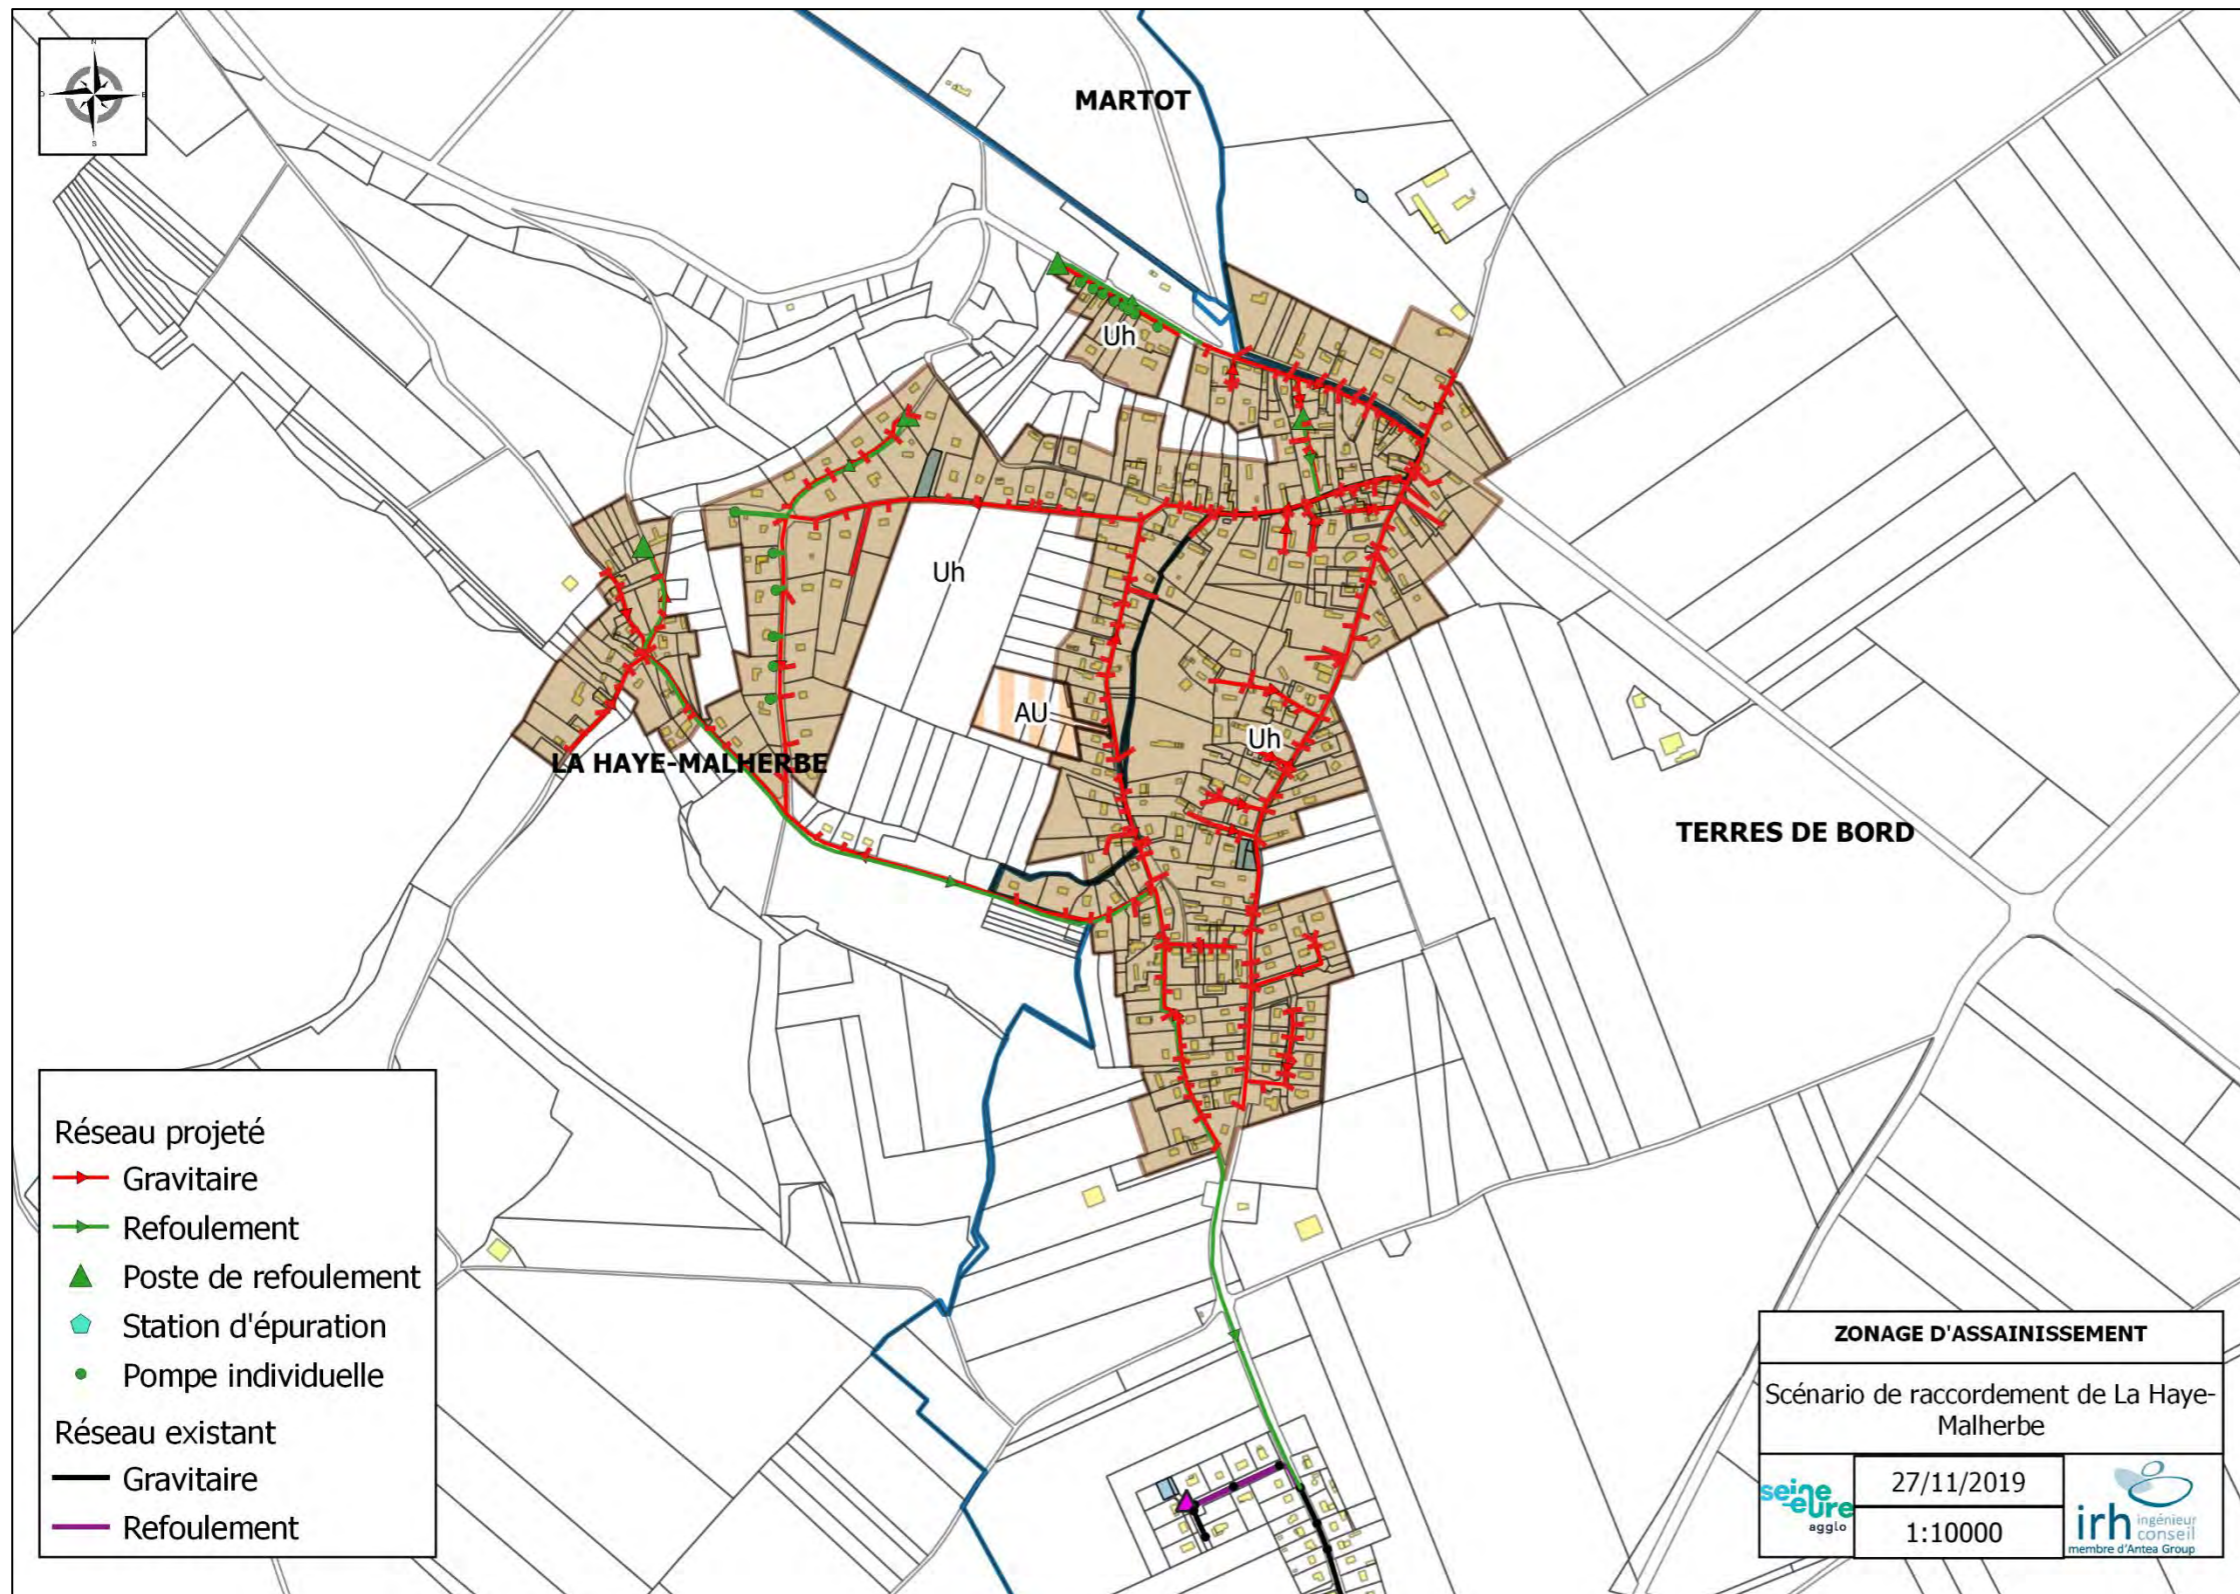 N
O
E
S
MARTOT
Uh
Uh
AU
Uh
LA HAYE-MALHERBE
TERRES DE BORD
Réseau projeté
Gravitaire
Refoulement
Poste de refoulement
Station d'épuration
Pompe individuelle
Réseau existant
Gravitaire
Refoulement
ZONAGE D'ASSAINISSEMENT
Scénario de raccordement de La Haye-
Malherbe
seine
eure
agglo
27/11/2019
1:10000
irh ingénieur
conseil
membre d'Antea Group